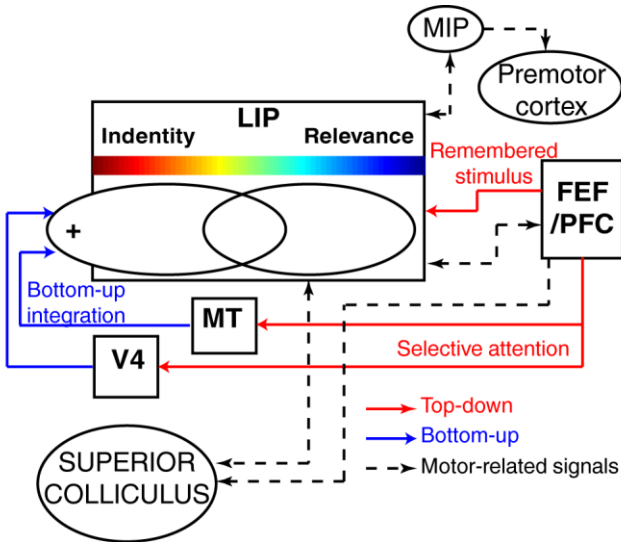 MIP
Premotor
cortex
LIP
Indentity
Relevance
Remembered
stimulus
FEF
/PFC
+
Bottom-up
integration
MT
V4
Selective attention
Top-down
Bottom-up
Motor-related signals
SUPERIOR
COLLICULUS